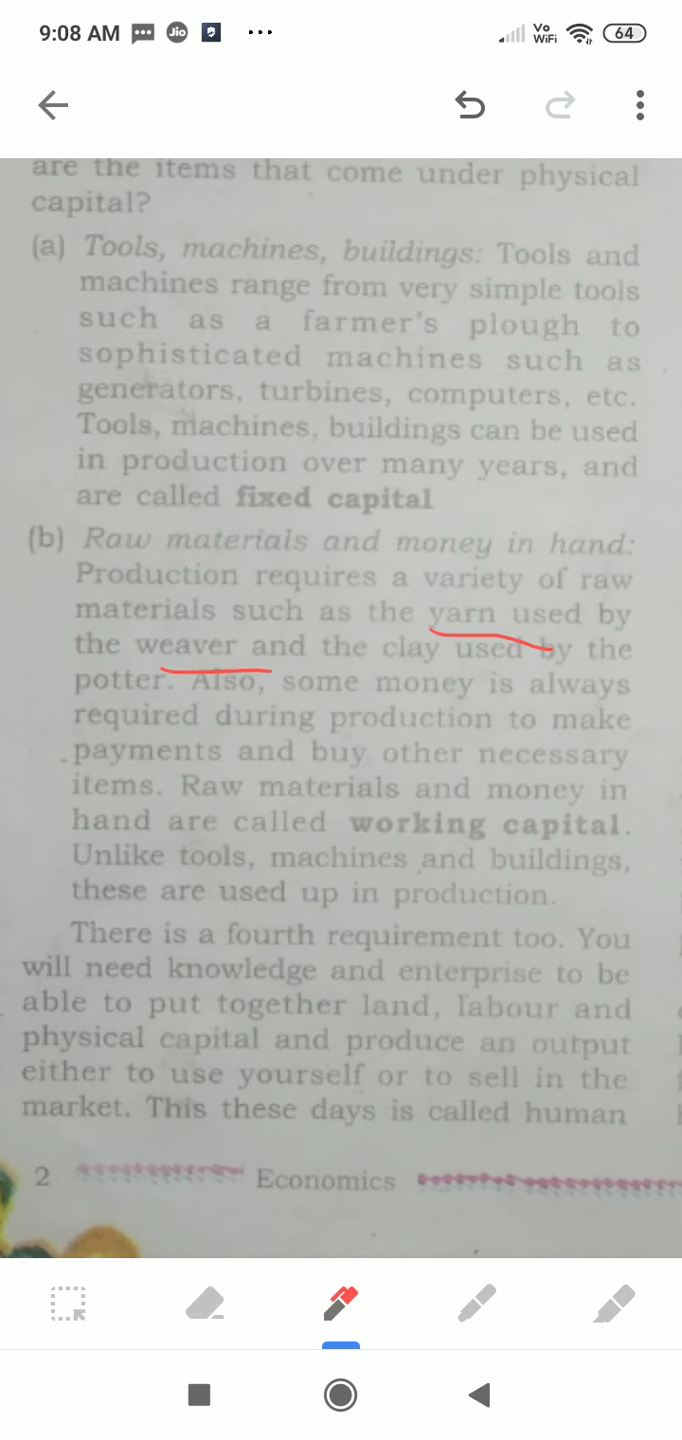 9:08 AM ... Jio ... Vo WiFi 64
are the items that come under physical
capital?
(a) Tools, machines, buildings: Tools and
machines range from very simple tools
such as a farmer's plough to
sophisticated machines such as
generators, turbines, computers, etc.
Tools, machines, buildings can be used
in production over many years, and
are called fixed capital
(b) Raw materials and money in hand:
Production requires a variety of raw
materials such as the yarn used by
the weaver and the clay used by the
potter. Also, some money is always
required during production to make
payments and buy other necessary
items. Raw materials and money in
hand are called working capital.
Unlike tools, machines and buildings,
these are used up in production.
There is a fourth requirement too. You
will need knowledge and enterprise to be
able to put together land, labour and
physical capital and produce an output
either to use yourself or to sell in the
market. This these days is called human
2 Economics